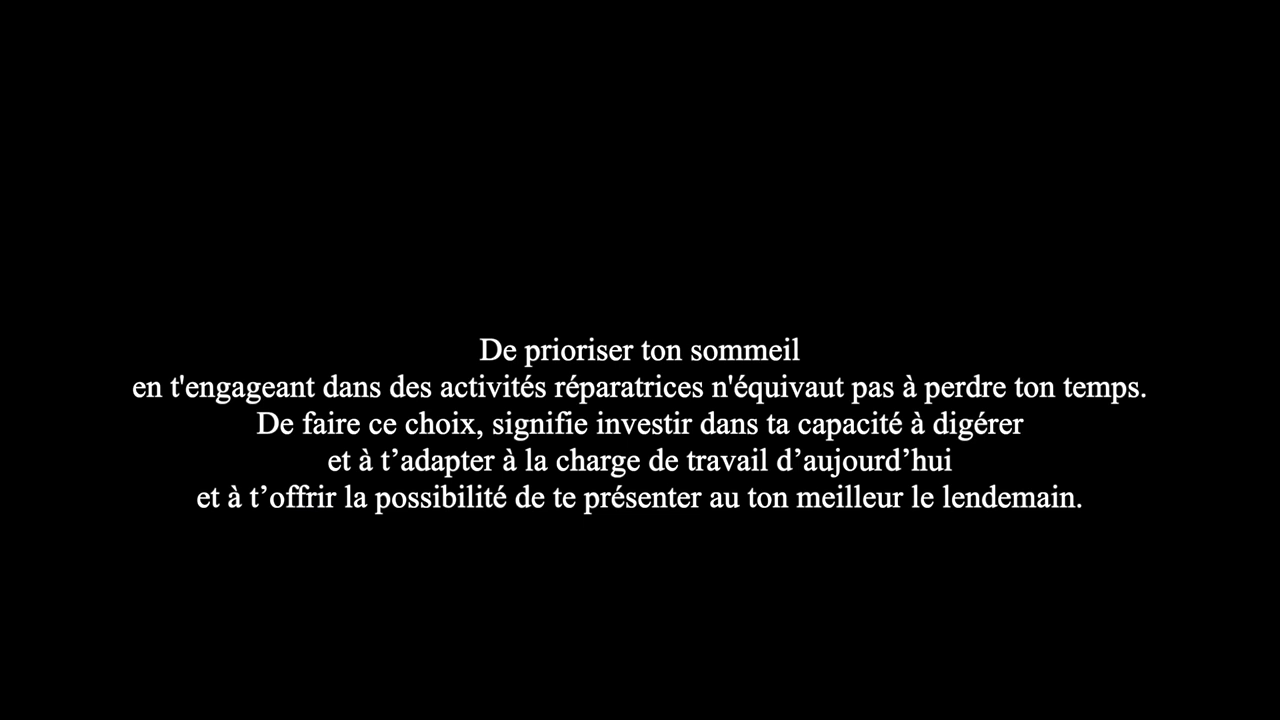 De prioriser ton sommeil
en t'engageant dans des activités réparatrices n'équivaut pas à perdre ton temps.
De faire ce choix, signifie investir dans ta capacité à digérer
et à t’adapter à la charge de travail d’aujourd’hui
et à t’offrir la possibilité de te présenter au ton meilleur le lendemain.